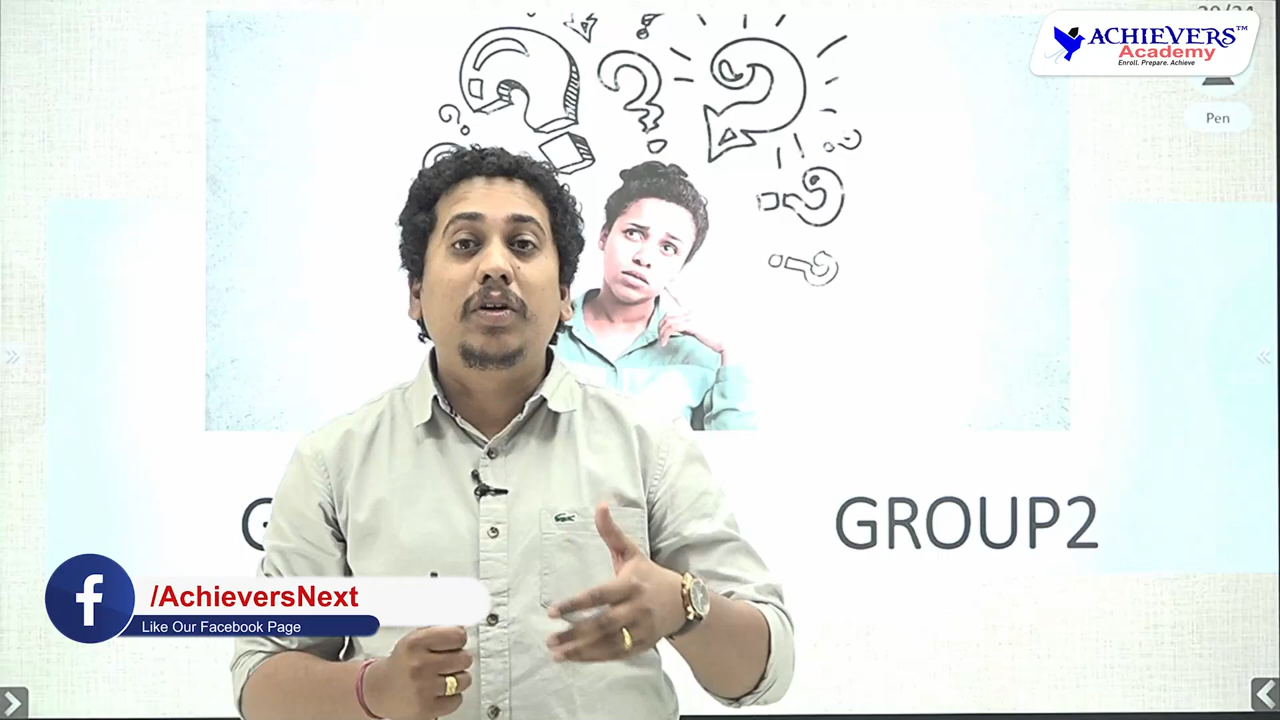 ACHIEVERS™
Academy
Enroll. Prepare. Achieve
Pen
GROUP2
/AchieversNext
Like Our Facebook Page